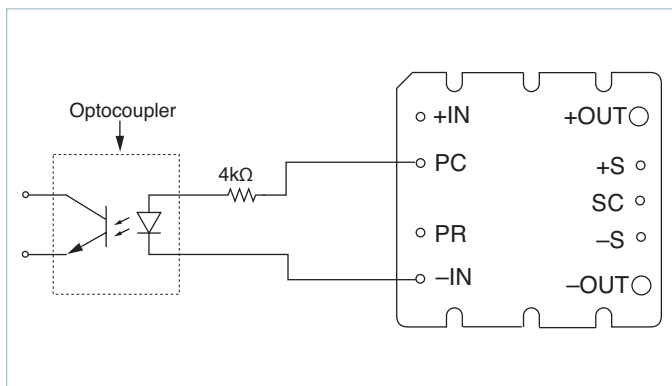 Optocoupler
4kΩ
+IN
PC
PR
–IN
+OUT
+S
SC
–S
–OUT